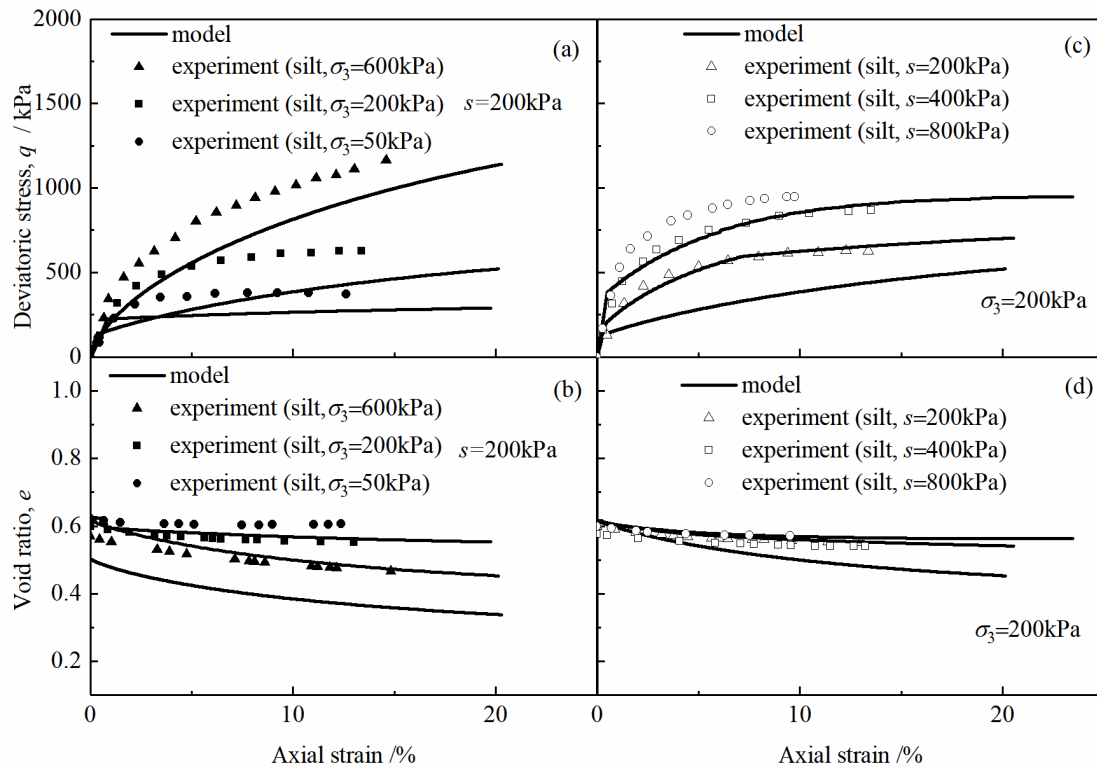 2000
1500
1000
500
0
Deviatoric stress, q / kPa
model
experiment (silt, σ3=600kPa)
experiment (silt, σ3=200kPa)
experiment (silt, σ3=50kPa)
s=200kPa
(a)
model
experiment (silt, s=200kPa)
experiment (silt, s=400kPa)
experiment (silt, s=800kPa)
(c)
σ3=200kPa
1.0
0.8
0.6
0.4
0.2
Void ratio, e
model
experiment (silt, σ3=600kPa)
experiment (silt, σ3=200kPa)
experiment (silt, σ3=50kPa)
s=200kPa
(b)
model
experiment (silt, s=200kPa)
experiment (silt, s=400kPa)
experiment (silt, s=800kPa)
(d)
σ3=200kPa
0 10 20
0 10 20
Axial strain /%
Axial strain /%